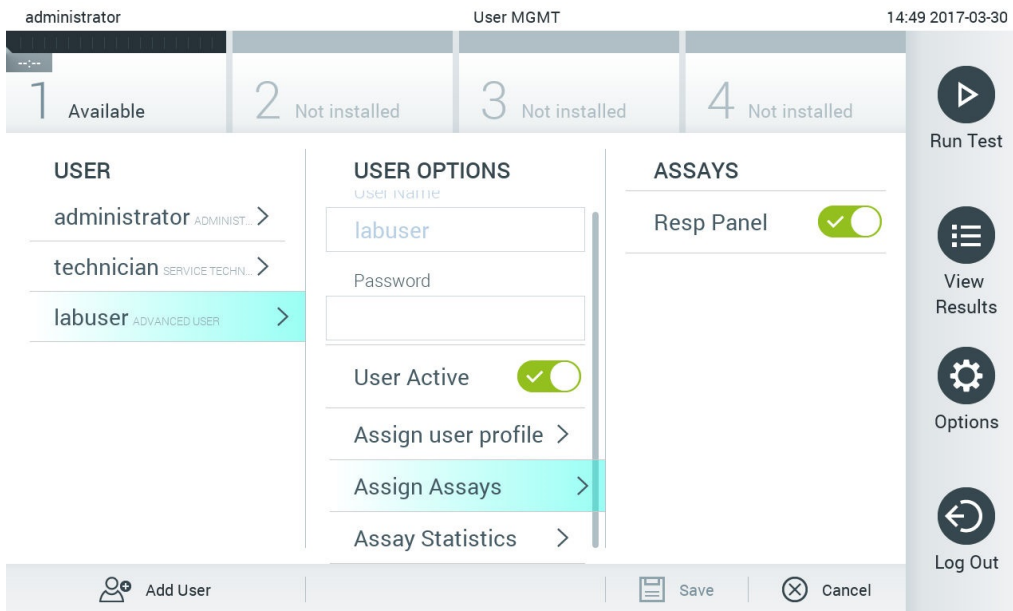 administrator
User MGMT
14:49 2017-03-30
--:--
1 Available
2 Not installed
3 Not installed
4 Not installed
Run Test
USER
administrator ADMINIST...
technician SERVICE TECHN...
labuser ADVANCED USER
USER OPTIONS
User Name
labuser
Password
User Active
Assign user profile
Assign Assays
Assay Statistics
ASSAYS
Resp Panel
View
Results
Options
Log Out
Add User
Save
Cancel